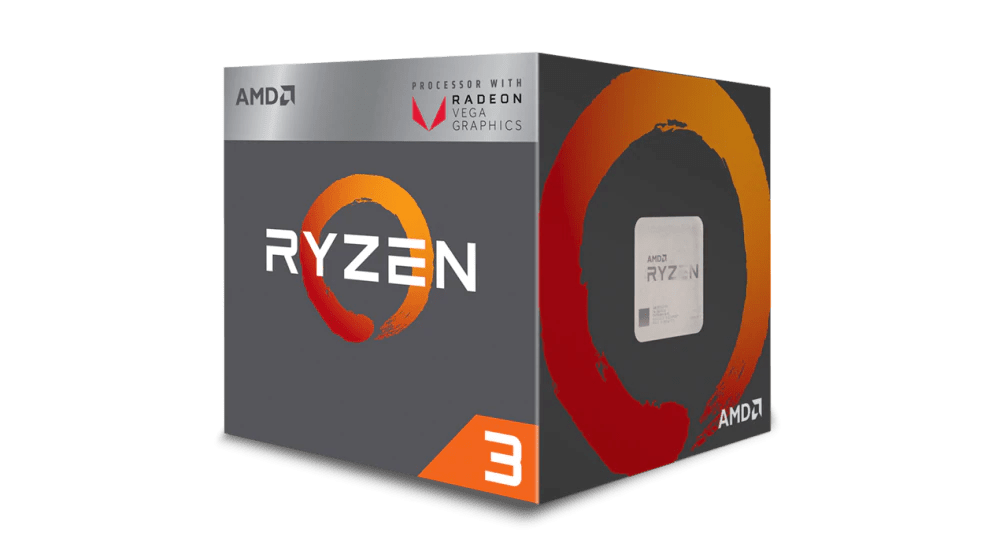 AMD
PROCESSOR WITH
RADEON
VEGA
GRAPHICS
RYZEN
3
AMD
RYZEN
AMD